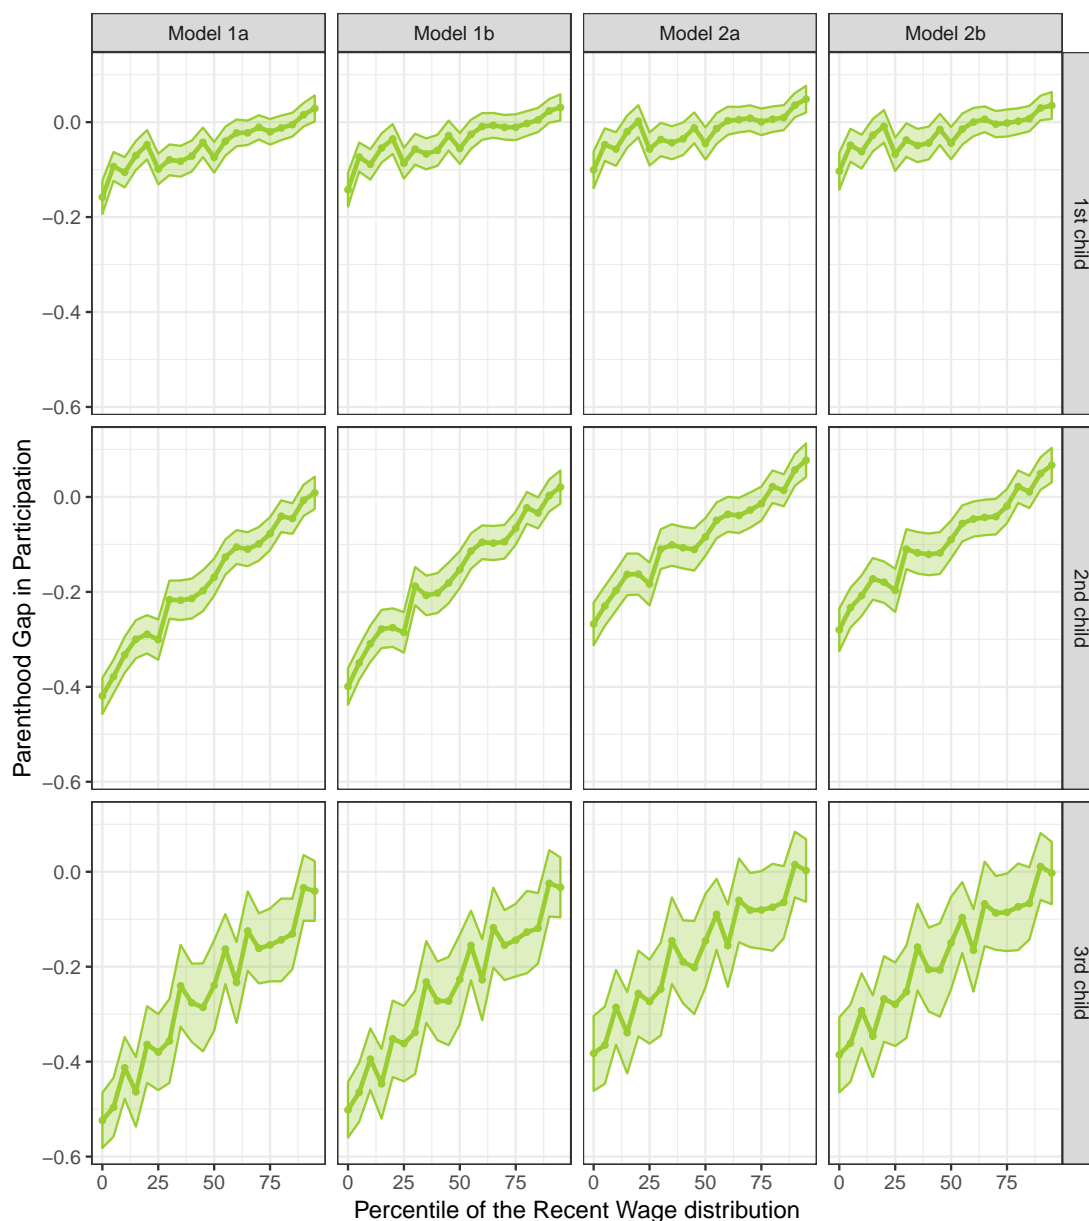 Model 1a
Model 1b
Model 2a
Model 2b
0.0
−0.2
−0.4
−0.6
1st child
0.0
−0.2
−0.4
−0.6
2nd child
0.0
−0.2
−0.4
−0.6
3rd child
Parenthood Gap in Participation
0 25 50 75
0 25 50 75
0 25 50 75
0 25 50 75
Percentile of the Recent Wage distribution